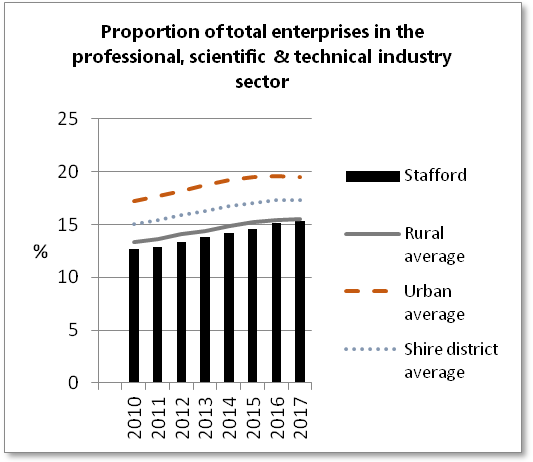 Proportion of total enterprises in the
professional, scientific & technical industry
sector
25
20
15
10
5
0
%
2010
2011
2012
2013
2014
2015
2016
2017
Stafford
Rural
average
Urban
average
Shire district
average